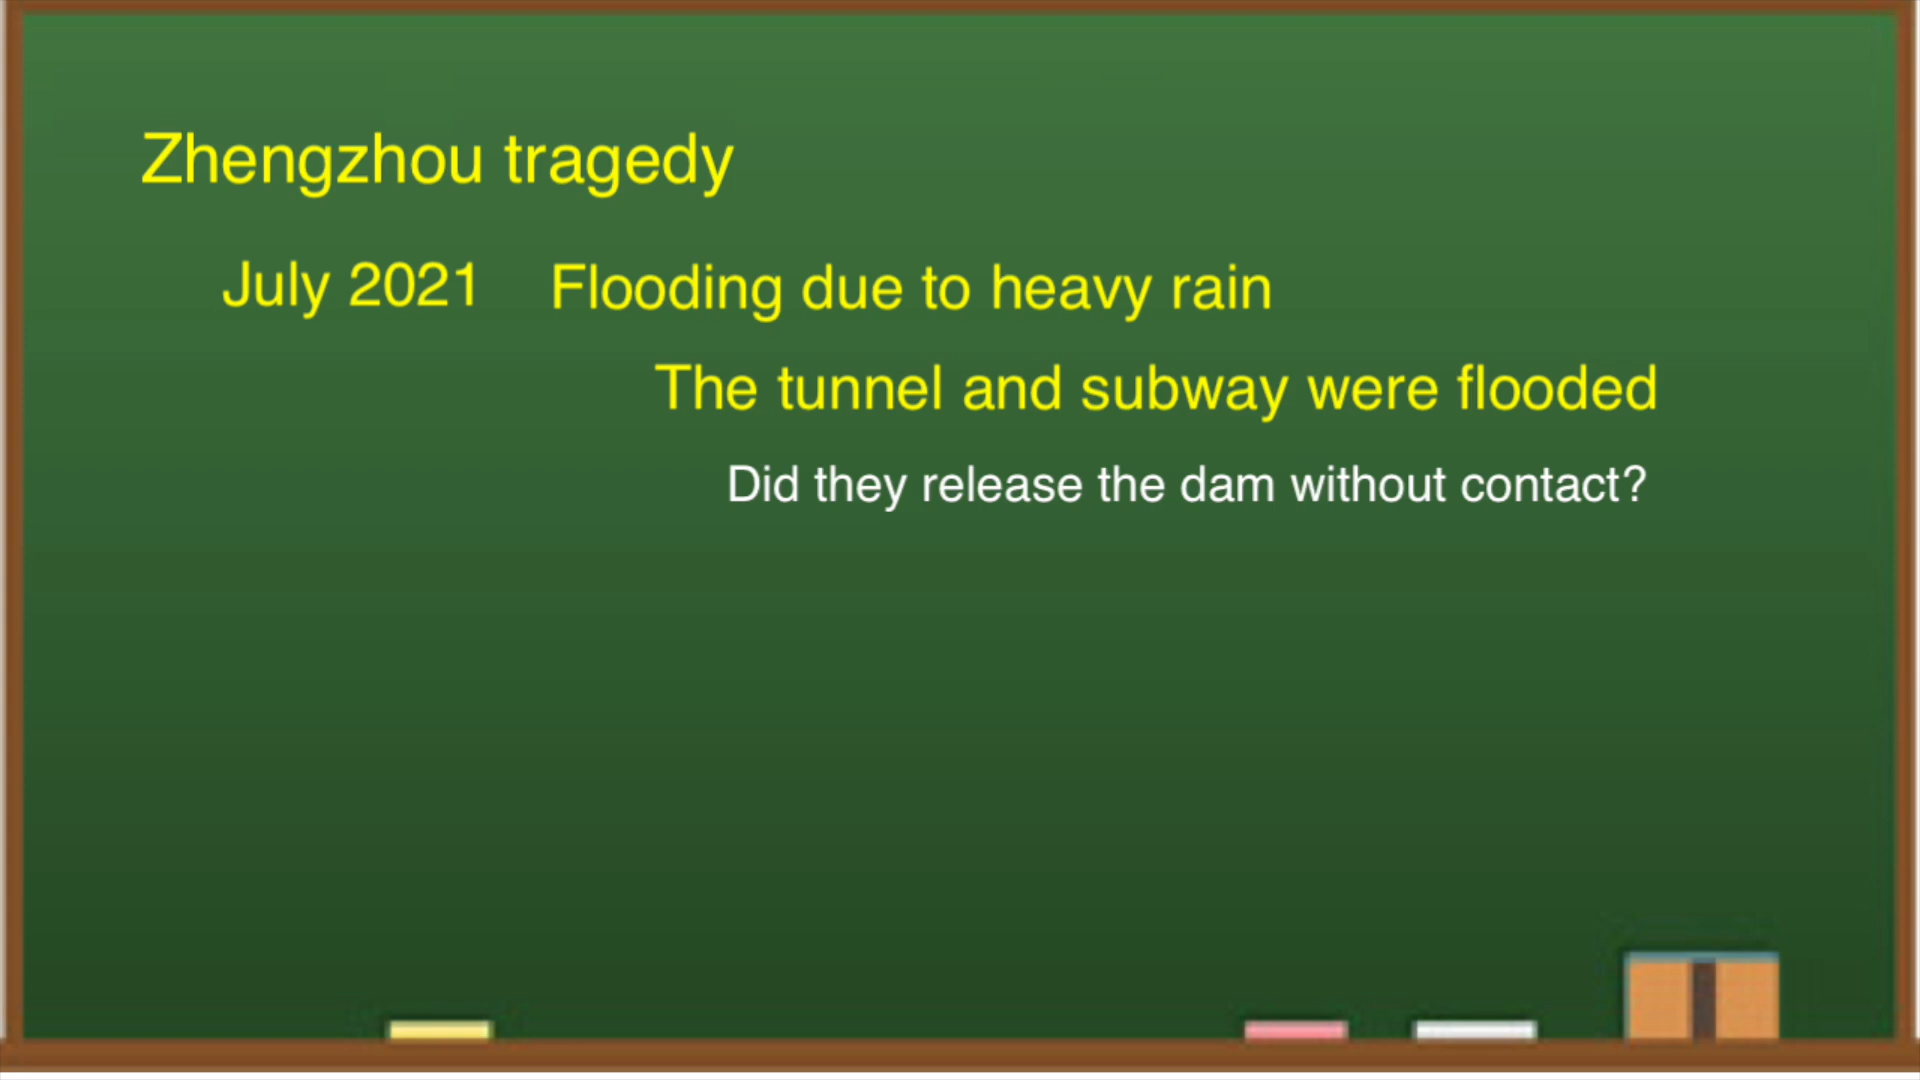 Zhengzhou tragedy
July 2021 Flooding due to heavy rain
The tunnel and subway were flooded
Did they release the dam without contact?